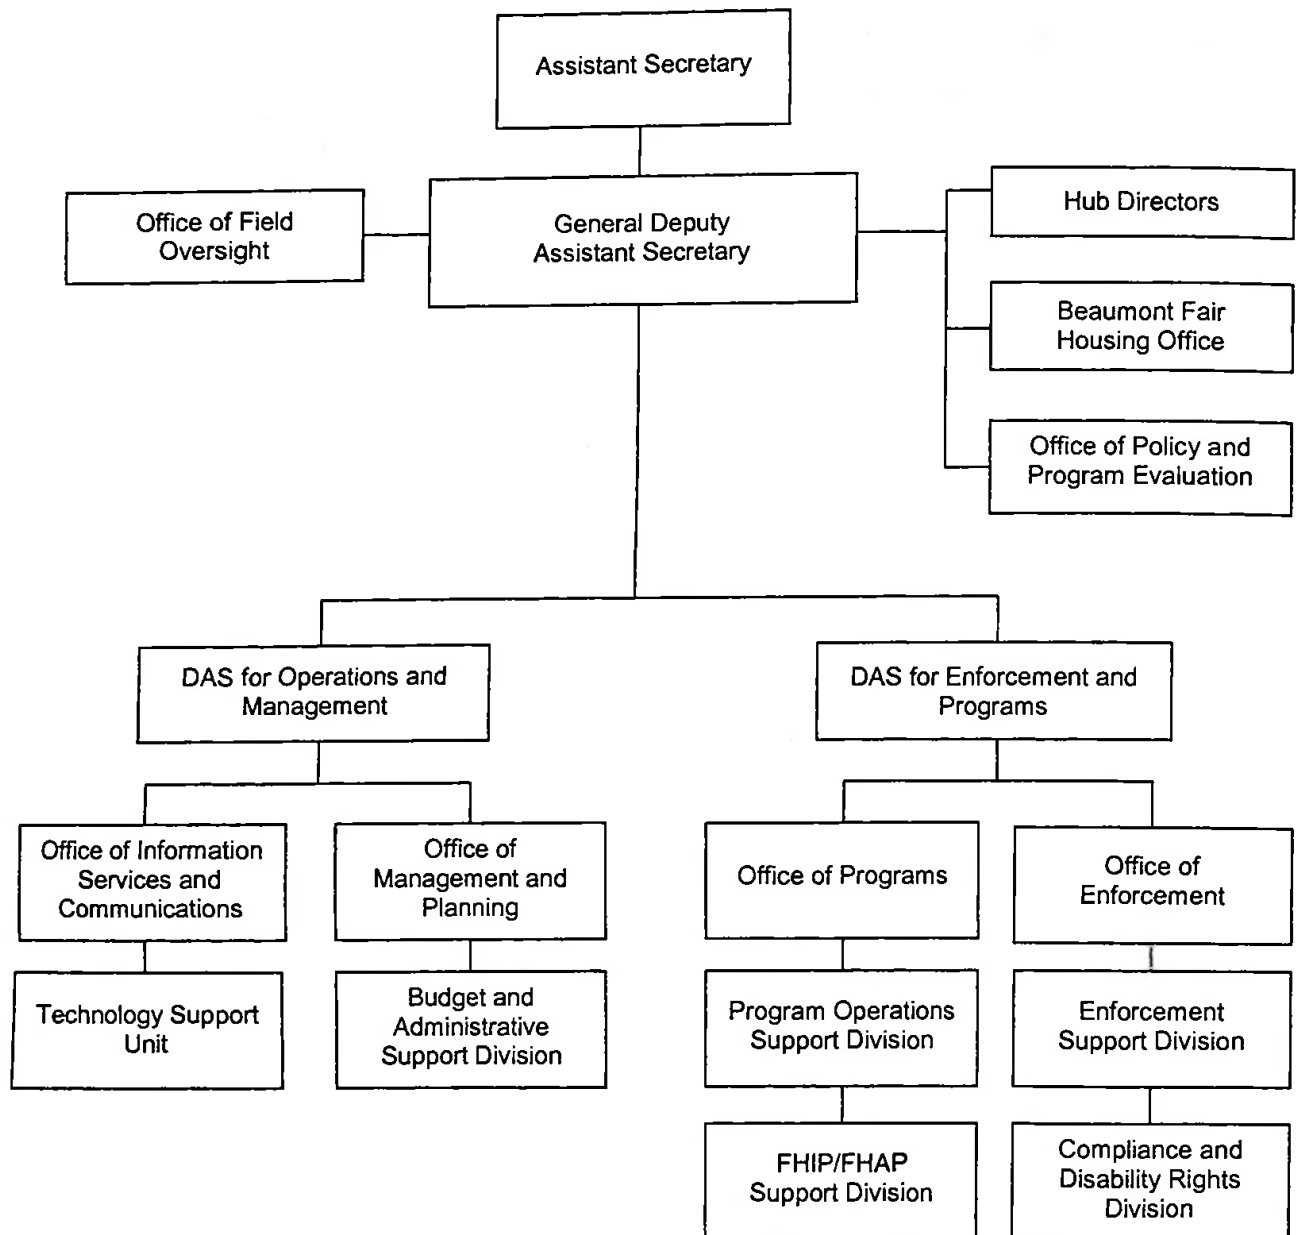 Assistant Secretary
Office of Field
Oversight
General Deputy
Assistant Secretary
Hub Directors
Beaumont Fair
Housing Office
Office of Policy and
Program Evaluation
DAS for Operations and
Management
DAS for Enforcement and
Programs
Office of Information
Services and
Communications
Office of
Management and
Planning
Office of Programs
Office of
Enforcement
Technology Support
Unit
Budget and
Administrative
Support Division
Program Operations
Support Division
Enforcement
Support Division
FHIP/FHAP
Support Division
Compliance and
Disability Rights
Division